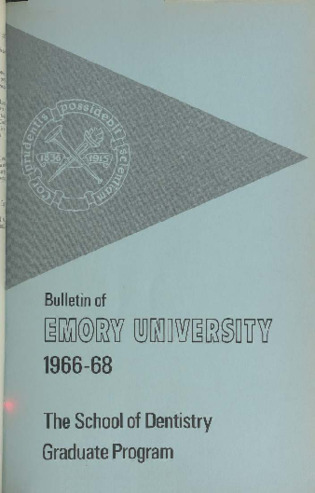 cor prudentis possidebit scientiam
1836 1915
Bulletin of
EMORY UNIVERSITY
1966-68
The School of Dentistry
Graduate Program